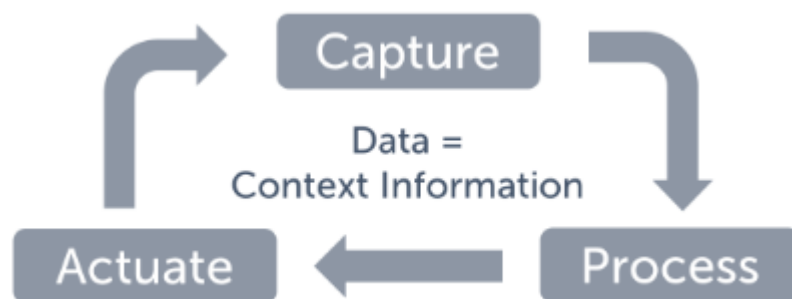 Capture
Data =
Context Information
Actuate
Process